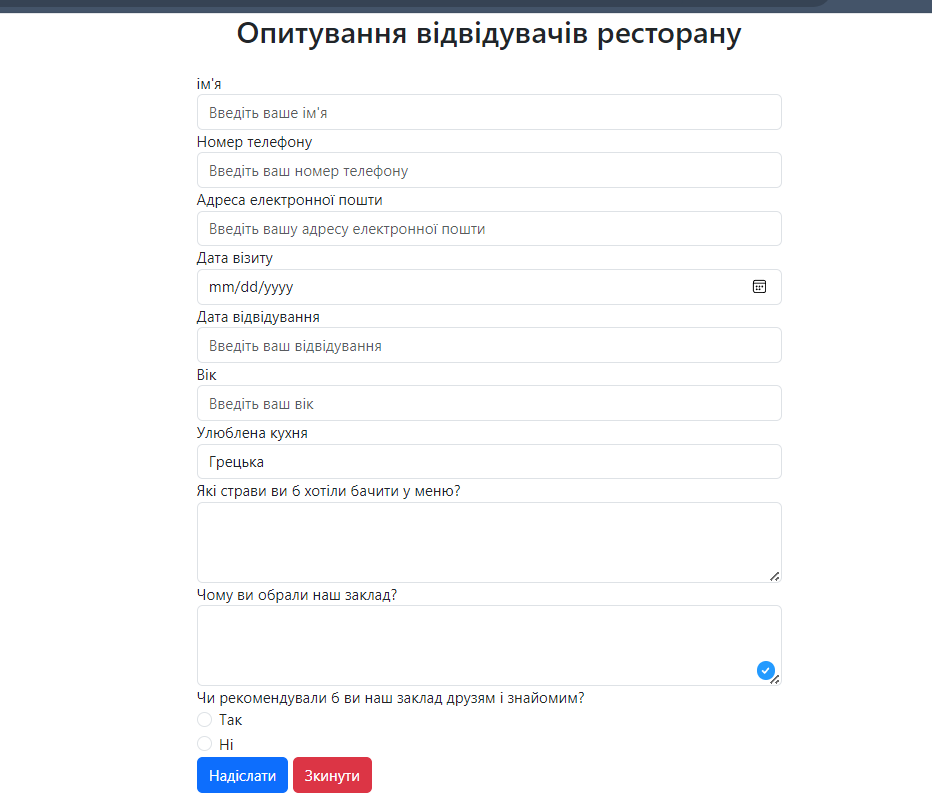 Опитування відвідувачів ресторану
ім'я
Введіть ваше ім'я
Номер телефону
Введіть ваш номер телефону
Адреса електронної пошти
Введіть вашу адресу електронної пошти
Дата візиту
mm/dd/yyyy
Дата відвідування
Введіть ваш відвідування
Вік
Введіть ваш вік
Улюблена кухня
Грецька
Які страви ви б хотіли бачити у меню?
Чому ви обрали наш заклад?
Чи рекомендували б ви наш заклад друзям і знайомим?
Так
Ні
Надіслати Зкинути